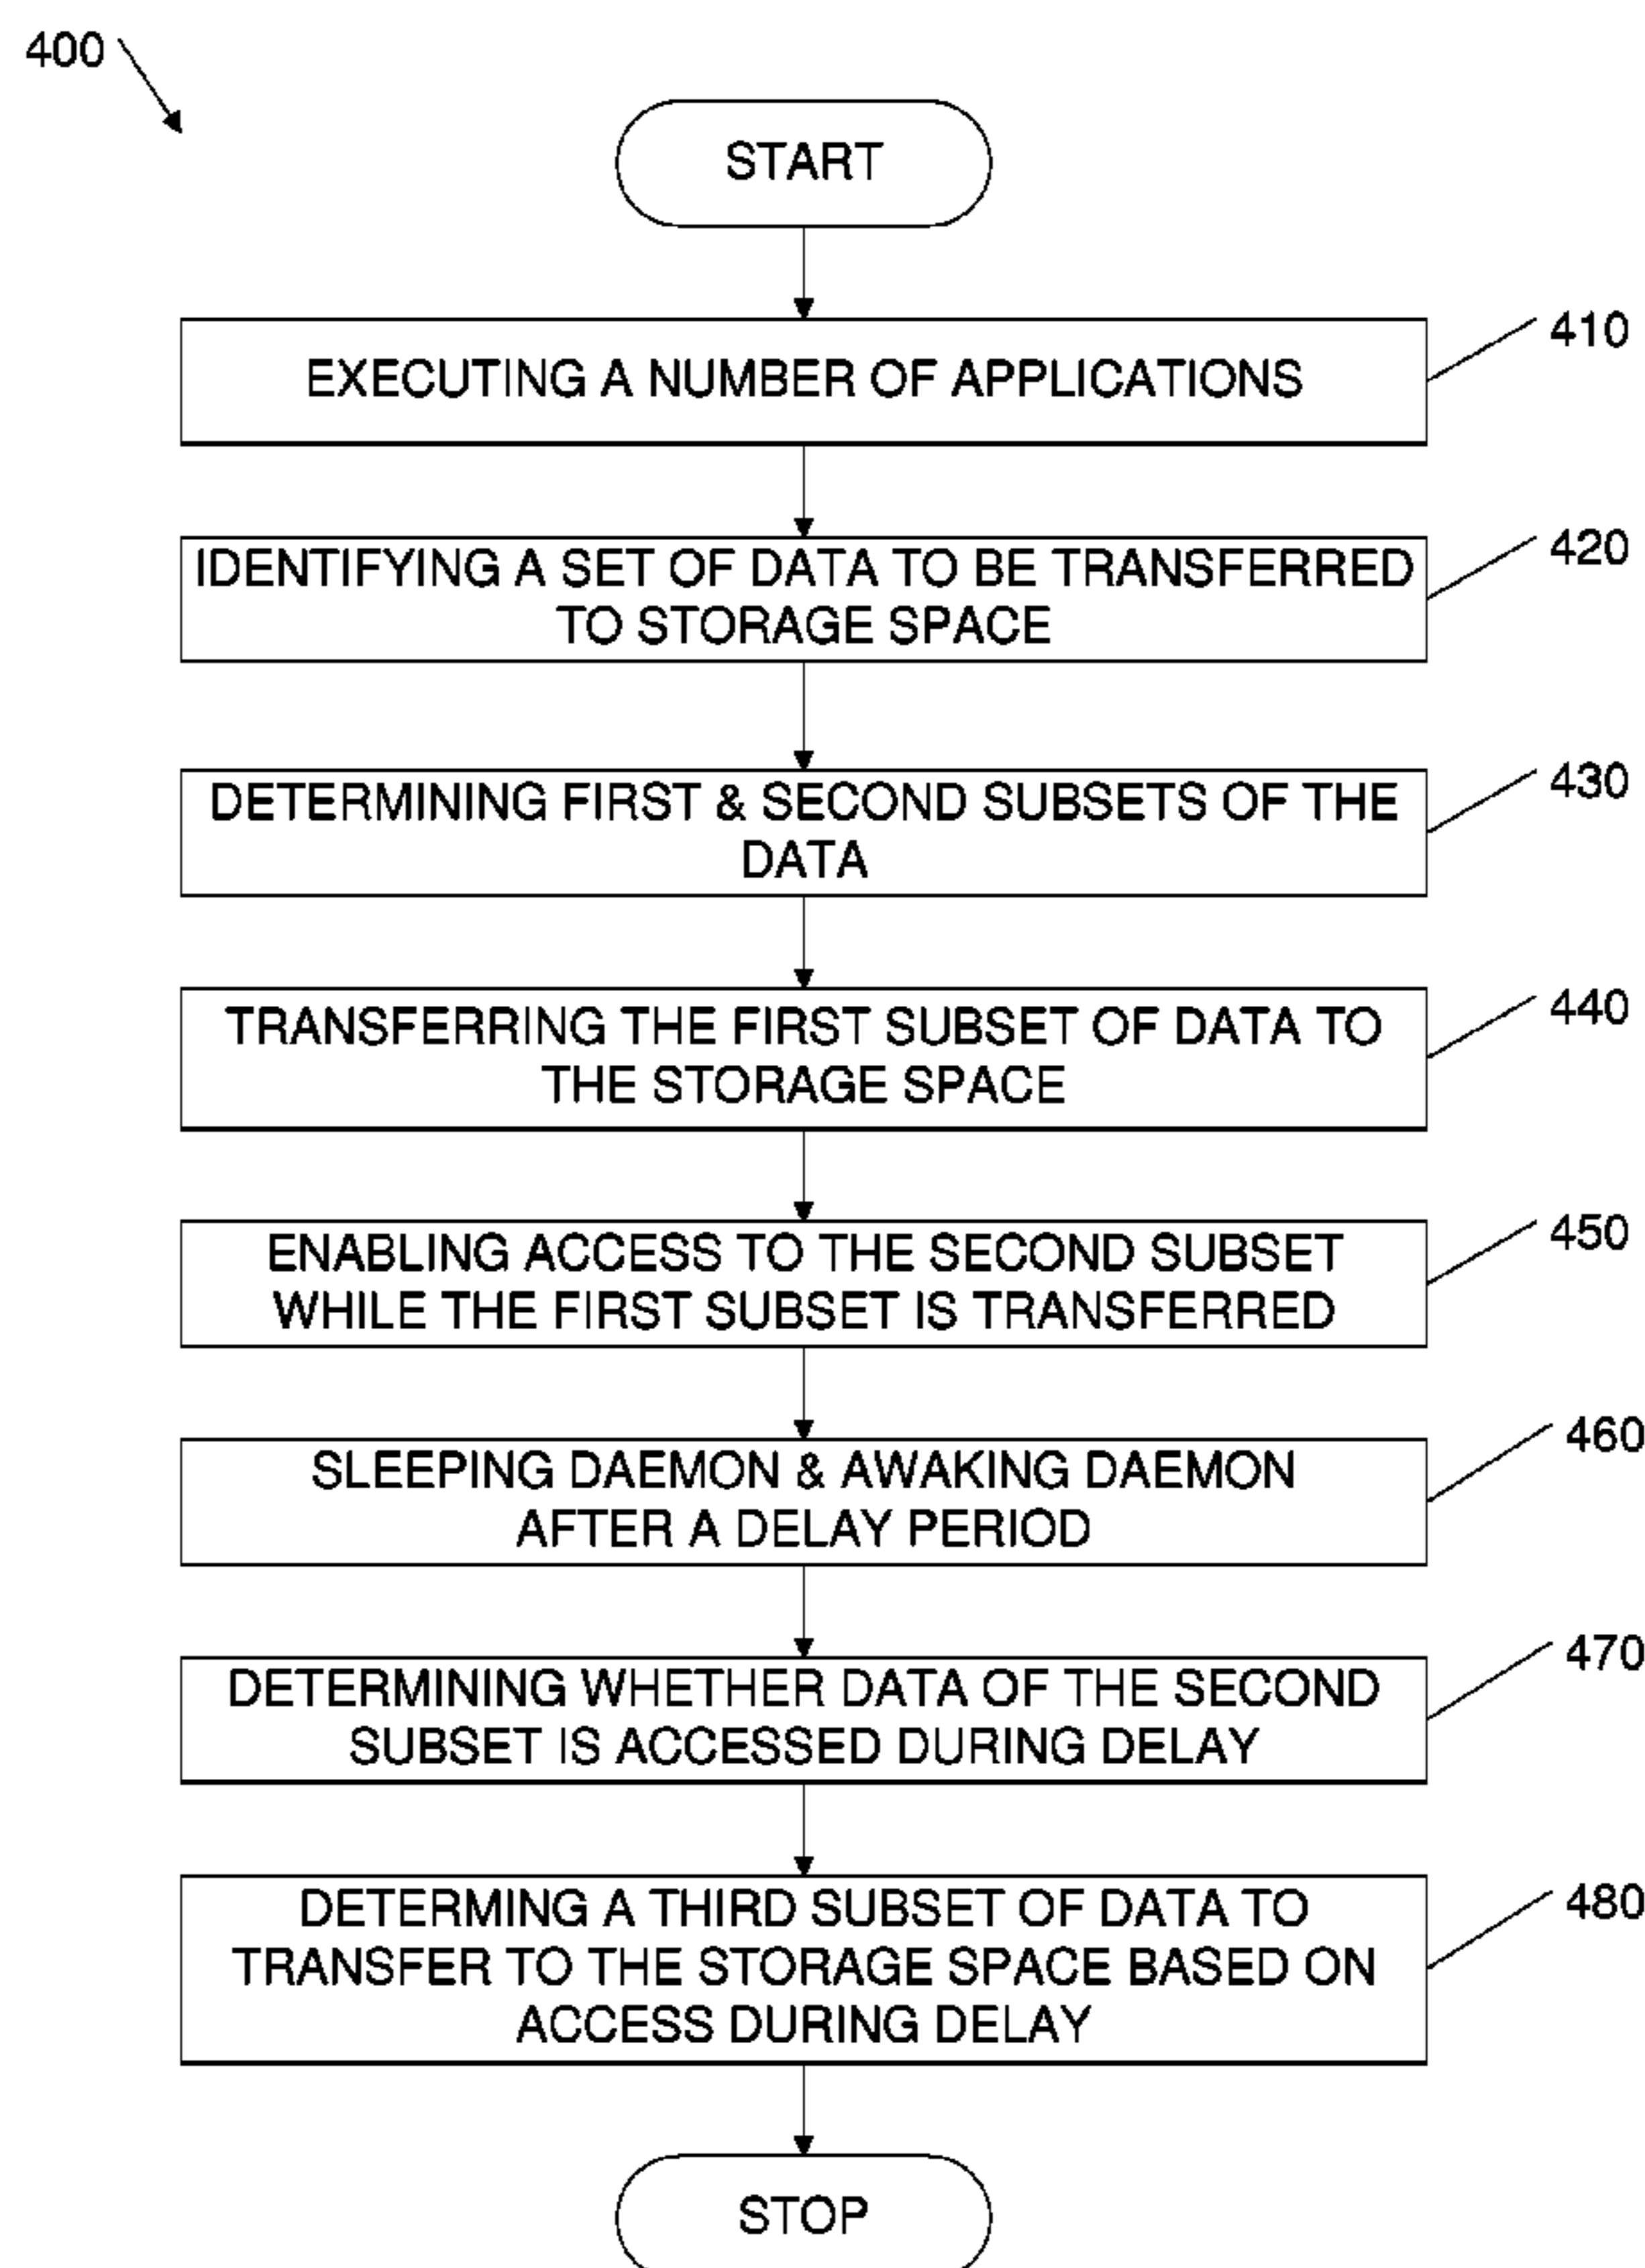 400
START
EXECUTING A NUMBER OF APPLICATIONS
410
IDENTIFYING A SET OF DATA TO BE TRANSFERRED
TO STORAGE SPACE
420
DETERMINING FIRST & SECOND SUBSETS OF THE
DATA
430
TRANSFERRING THE FIRST SUBSET OF DATA TO
THE STORAGE SPACE
440
ENABLING ACCESS TO THE SECOND SUBSET
WHILE THE FIRST SUBSET IS TRANSFERRED
450
SLEEPING DAEMON & AWAKING DAEMON
AFTER A DELAY PERIOD
460
DETERMINING WHETHER DATA OF THE SECOND
SUBSET IS ACCESSED DURING DELAY
470
DETERMING A THIRD SUBSET OF DATA TO
TRANSFER TO THE STORAGE SPACE BASED ON
ACCESS DURING DELAY
480
STOP